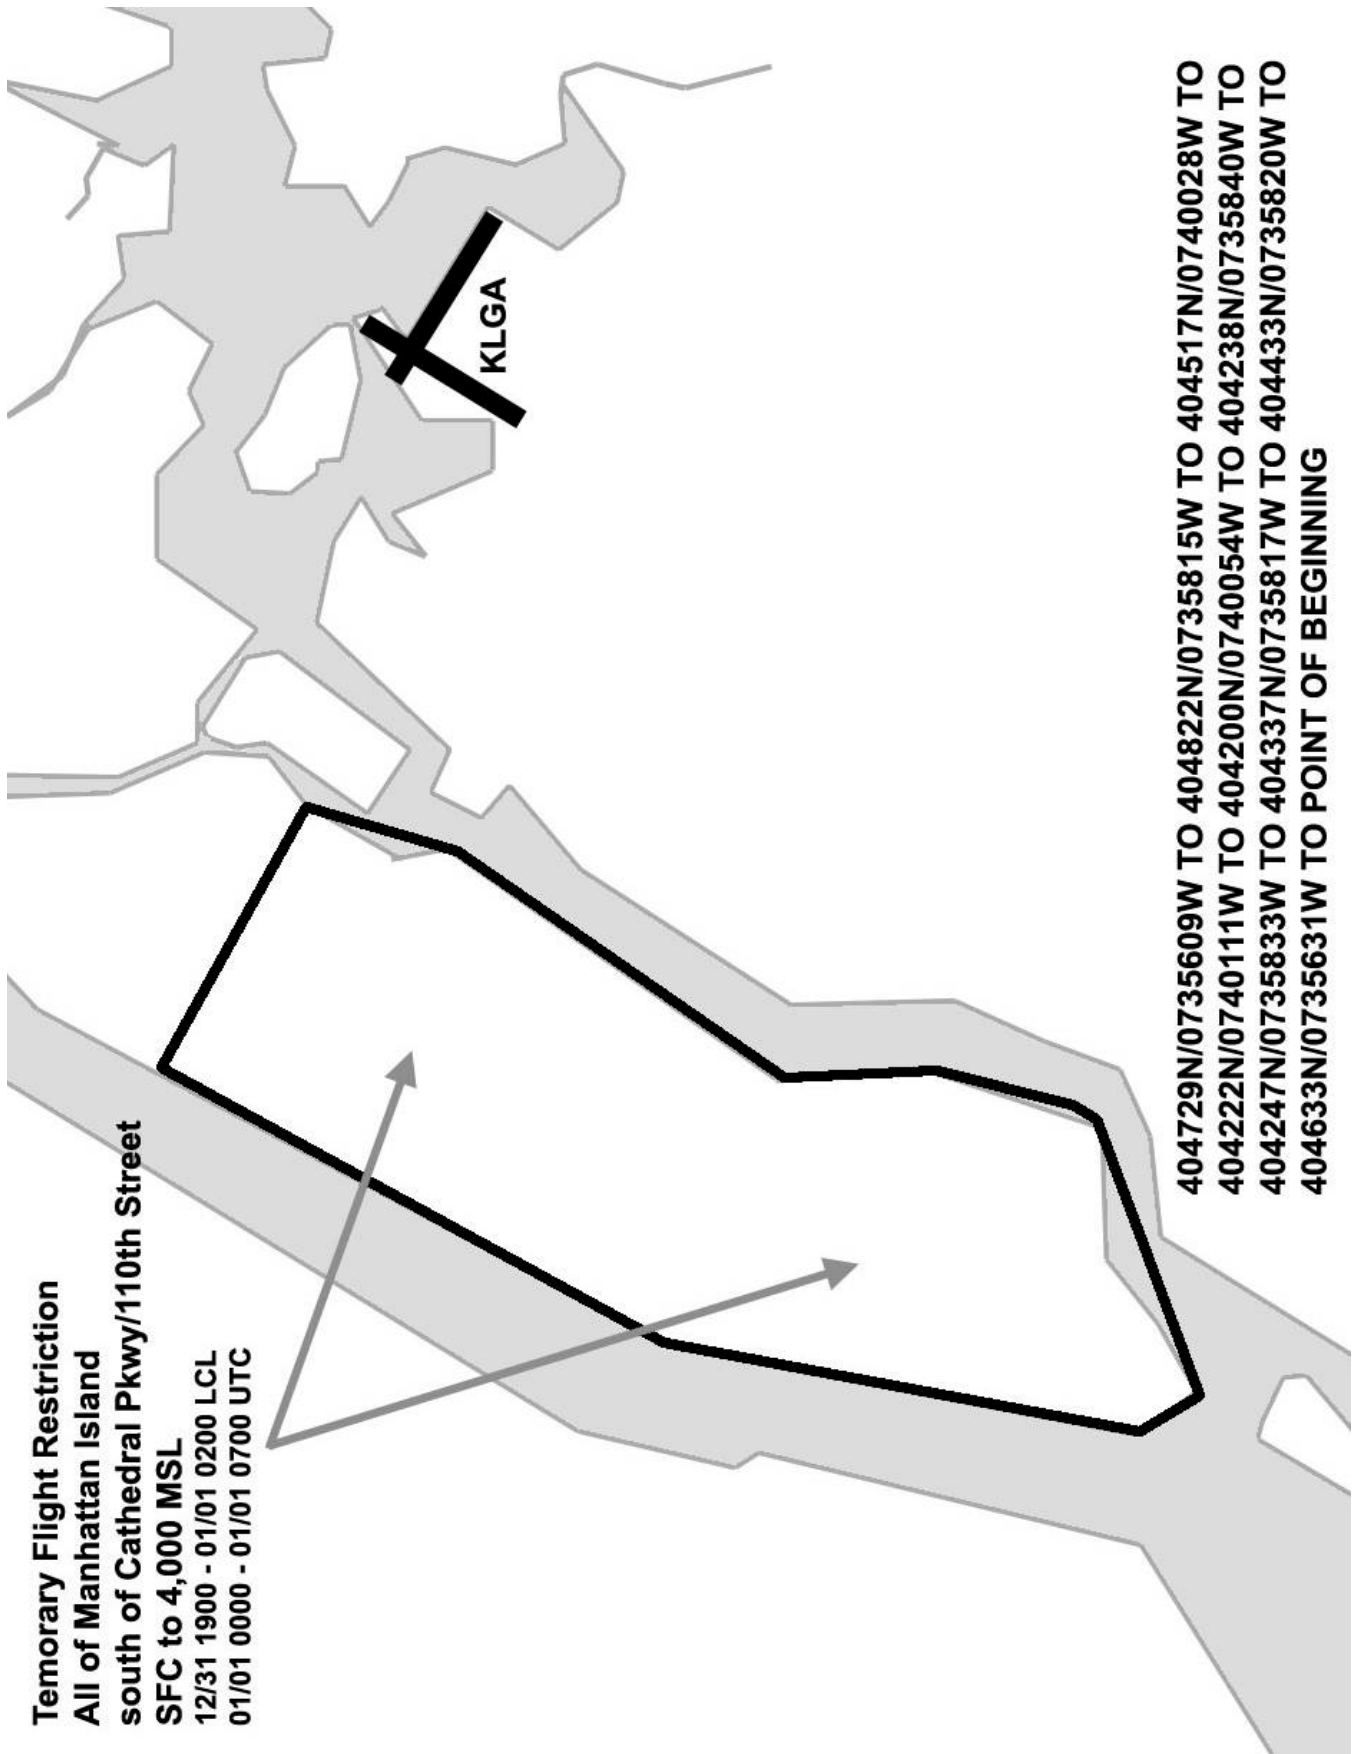 Temorary Flight Restriction
All of Manhattan Island
south of Cathedral Pkwy/110th Street
SFC to 4,000 MSL
12/31 1900 - 01/01 0200 LCL
01/01 0000 - 01/01 0700 UTC
KLGA
404729N/0735609W TO 404822N/0735815W TO 404517N/0740028W TO
404222N/0740111W TO 404200N/0740054W TO 404238N/0735840W TO
404247N/0735833W TO 404337N/0735817W TO 404433N/0735820W TO
404633N/0735631W TO POINT OF BEGINNING